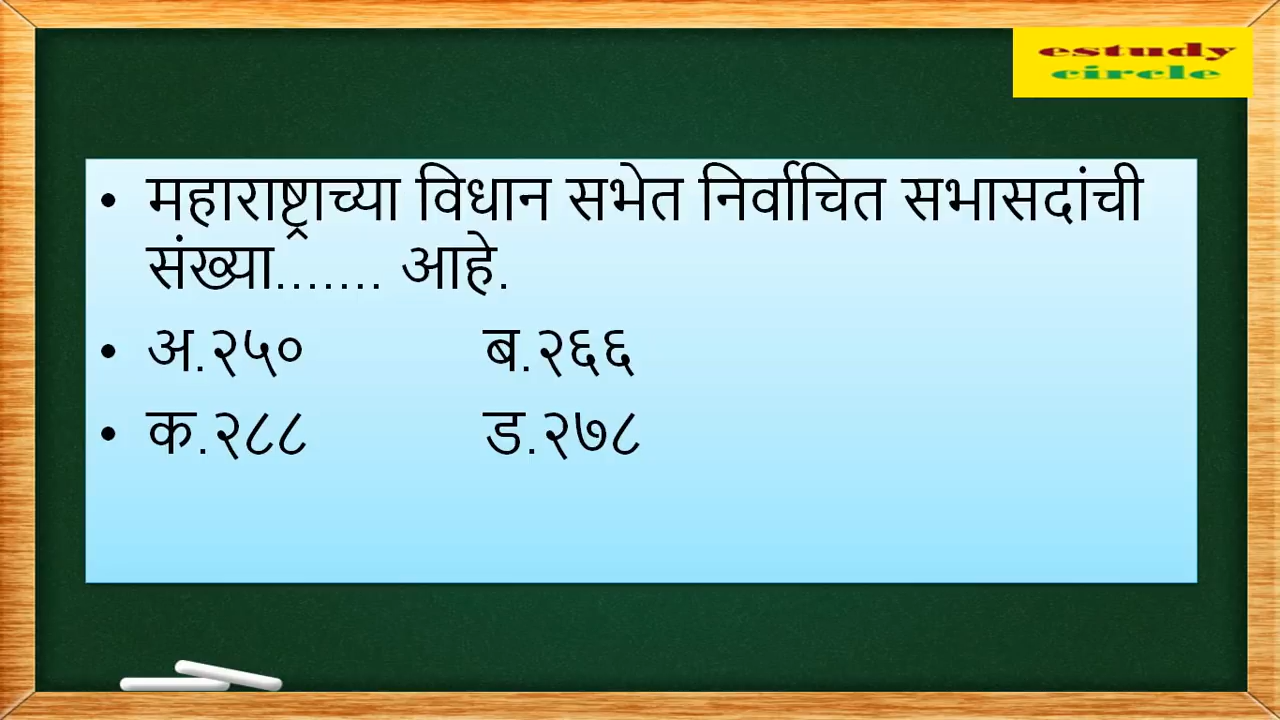 estudy
circle
• महाराष्ट्राच्या विधान सभेत निर्वाचित सभासदांची
संख्या....... आहे.
• अ.२५० ब.२६६
• क.२८८ ड.२७८